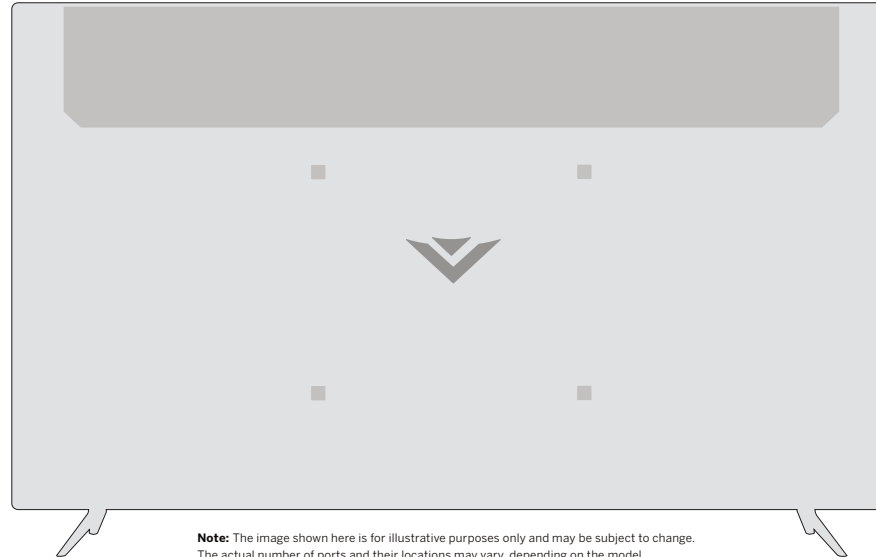 Note: The image shown here is for illustrative purposes only and may be subject to change.
The actual number of ports and their locations may vary, depending on the model.